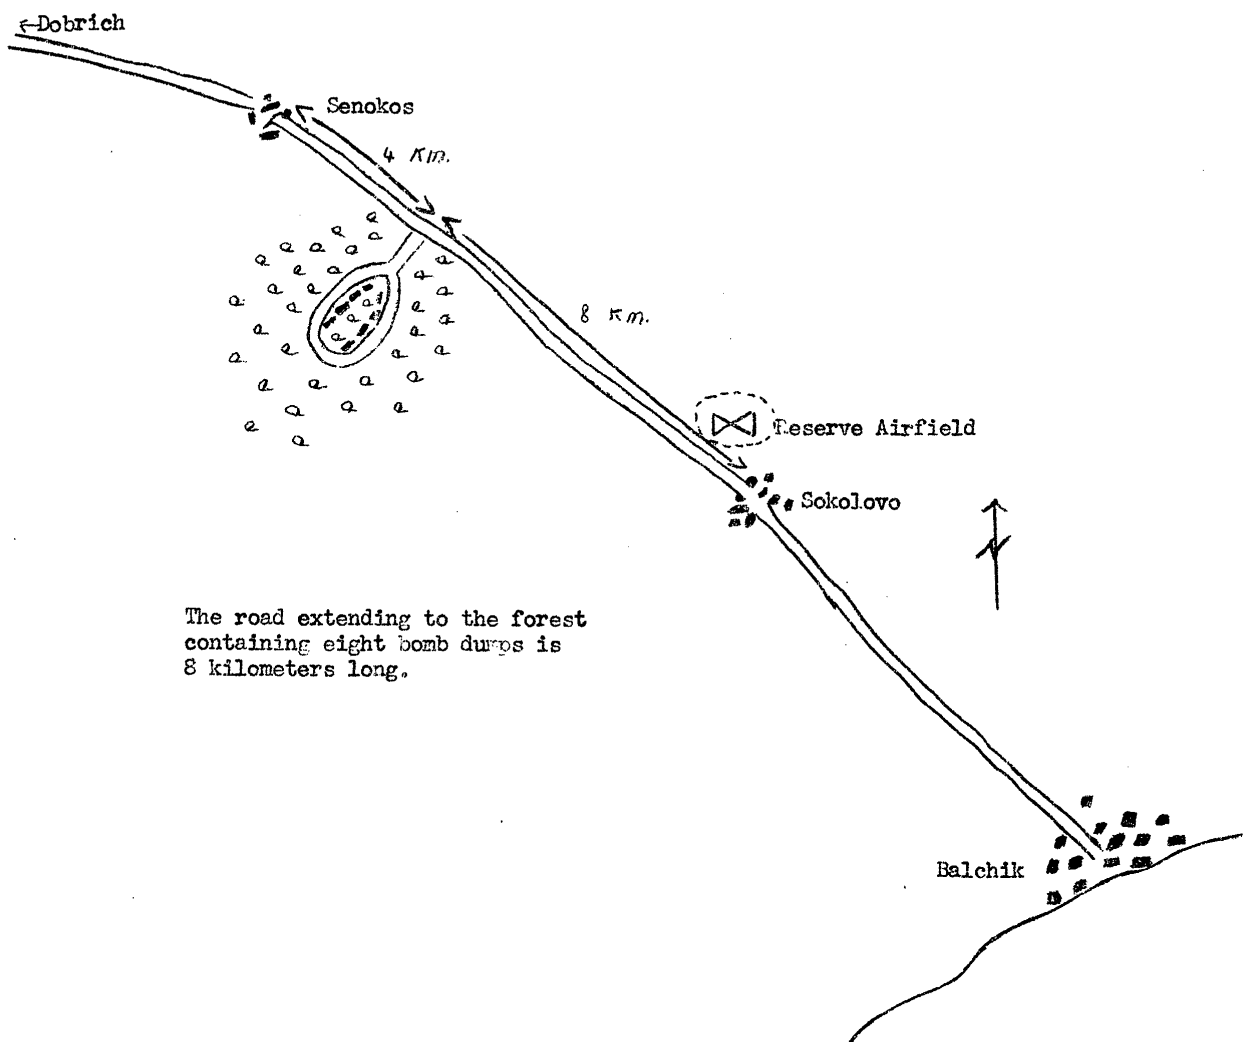 ←Dobrich
Senokos
4 Km.
8 Km.
Reserve Airfield
Sokolovo
N
The road extending to the forest
containing eight bomb dumps is
8 kilometers long.
Balchik